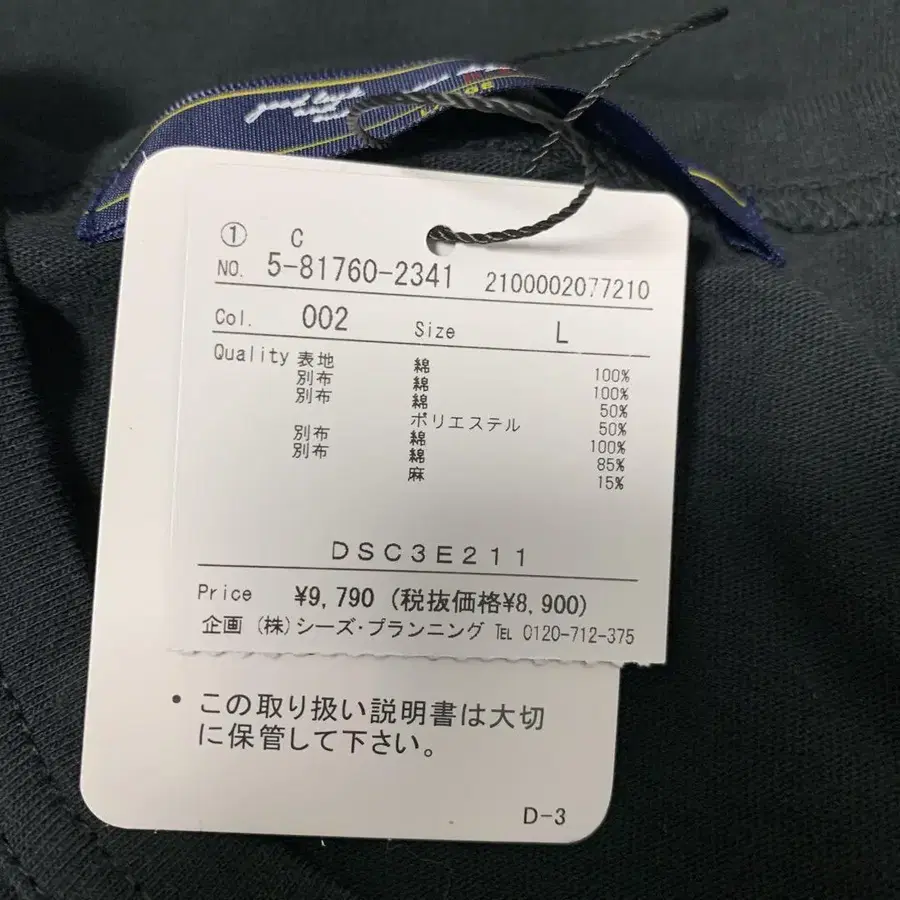 ① C
NO. 5-81760-2341 2100002077210
Col. 002 Size L
Quality 表地 綿 100%
別布 綿 100%
別布 綿 50%
ポリエステル 50%
別布 綿 100%
別布 綿 85%
麻 15%
DSC3E211
Price ¥9,790 (税抜価格¥8,900)
企画 (株)シーズ・プランニング TEL 0120-712-375
・この取り扱い説明書は大切
に保管して下さい。
D-3